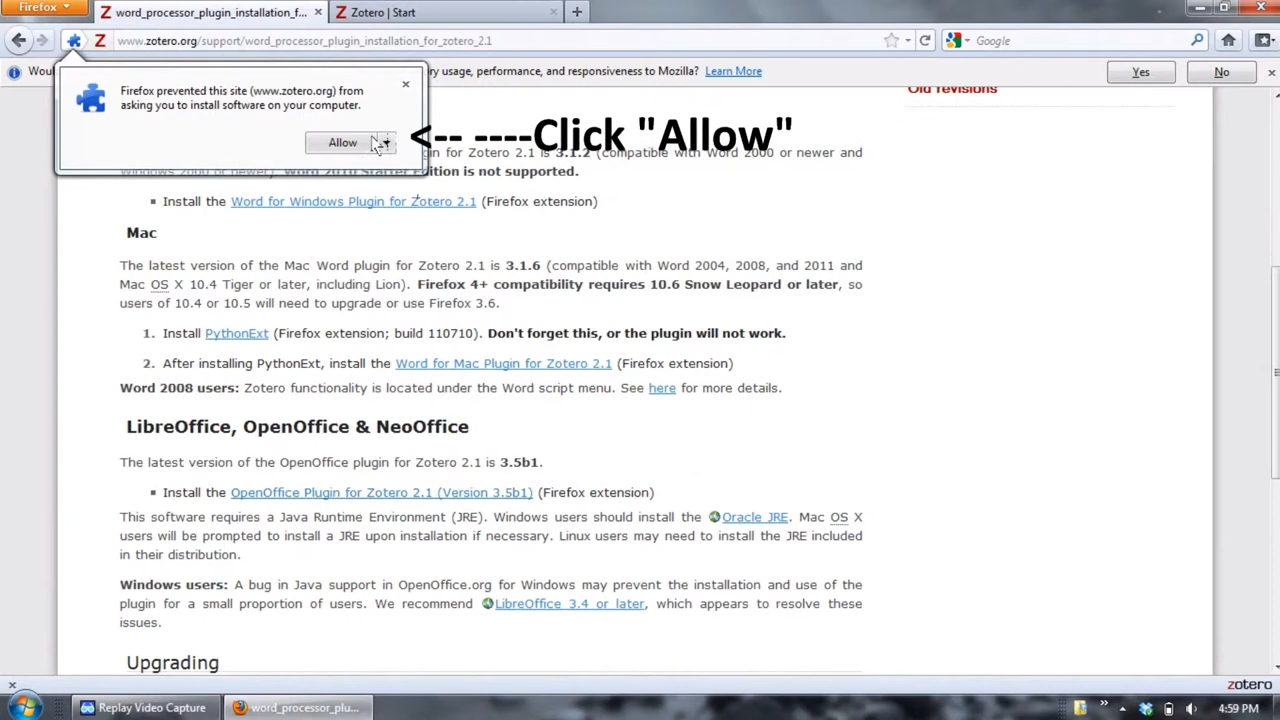 Firefox
word_processor_plugin_installation_f...
Zotero | Start
www.zotero.org/support/word_processor_plugin_installation_for_zotero_2.1
Google
Wou
ry usage, performance, and responsiveness to Mozilla? Learn More
Yes
No
Firefox prevented this site (www.zotero.org) from
asking you to install software on your computer.
Allow
<-- ----Click "Allow"
Old revisions
in for Zotero 2.1 is 3.1.2 (compatible with Word 2000 or newer and
Windows 2000 or newer). Word 2010 Starter Edition is not supported.
Install the Word for Windows Plugin for Zotero 2.1 (Firefox extension)
Mac
The latest version of the Mac Word plugin for Zotero 2.1 is 3.1.6 (compatible with Word 2004, 2008, and 2011 and
Mac OS X 10.4 Tiger or later, including Lion). Firefox 4+ compatibility requires 10.6 Snow Leopard or later, so
users of 10.4 or 10.5 will need to upgrade or use Firefox 3.6.
1. Install PythonExt (Firefox extension; build 110710). Don't forget this, or the plugin will not work.
2. After installing PythonExt, install the Word for Mac Plugin for Zotero 2.1 (Firefox extension)
Word 2008 users: Zotero functionality is located under the Word script menu. See here for more details.
LibreOffice, OpenOffice & NeoOffice
The latest version of the OpenOffice plugin for Zotero 2.1 is 3.5b1.
Install the OpenOffice Plugin for Zotero 2.1 (Version 3.5b1) (Firefox extension)
This software requires a Java Runtime Environment (JRE). Windows users should install the Oracle JRE. Mac OS X
users will be prompted to install a JRE upon installation if necessary. Linux users may need to install the JRE included
in their distribution.
Windows users: A bug in Java support in OpenOffice.org for Windows may prevent the installation and use of the
plugin for a small proportion of users. We recommend LibreOffice 3.4 or later, which appears to resolve these
issues.
Upgrading
zotero
Replay Video Capture
word_processor_plu...
4:59 PM